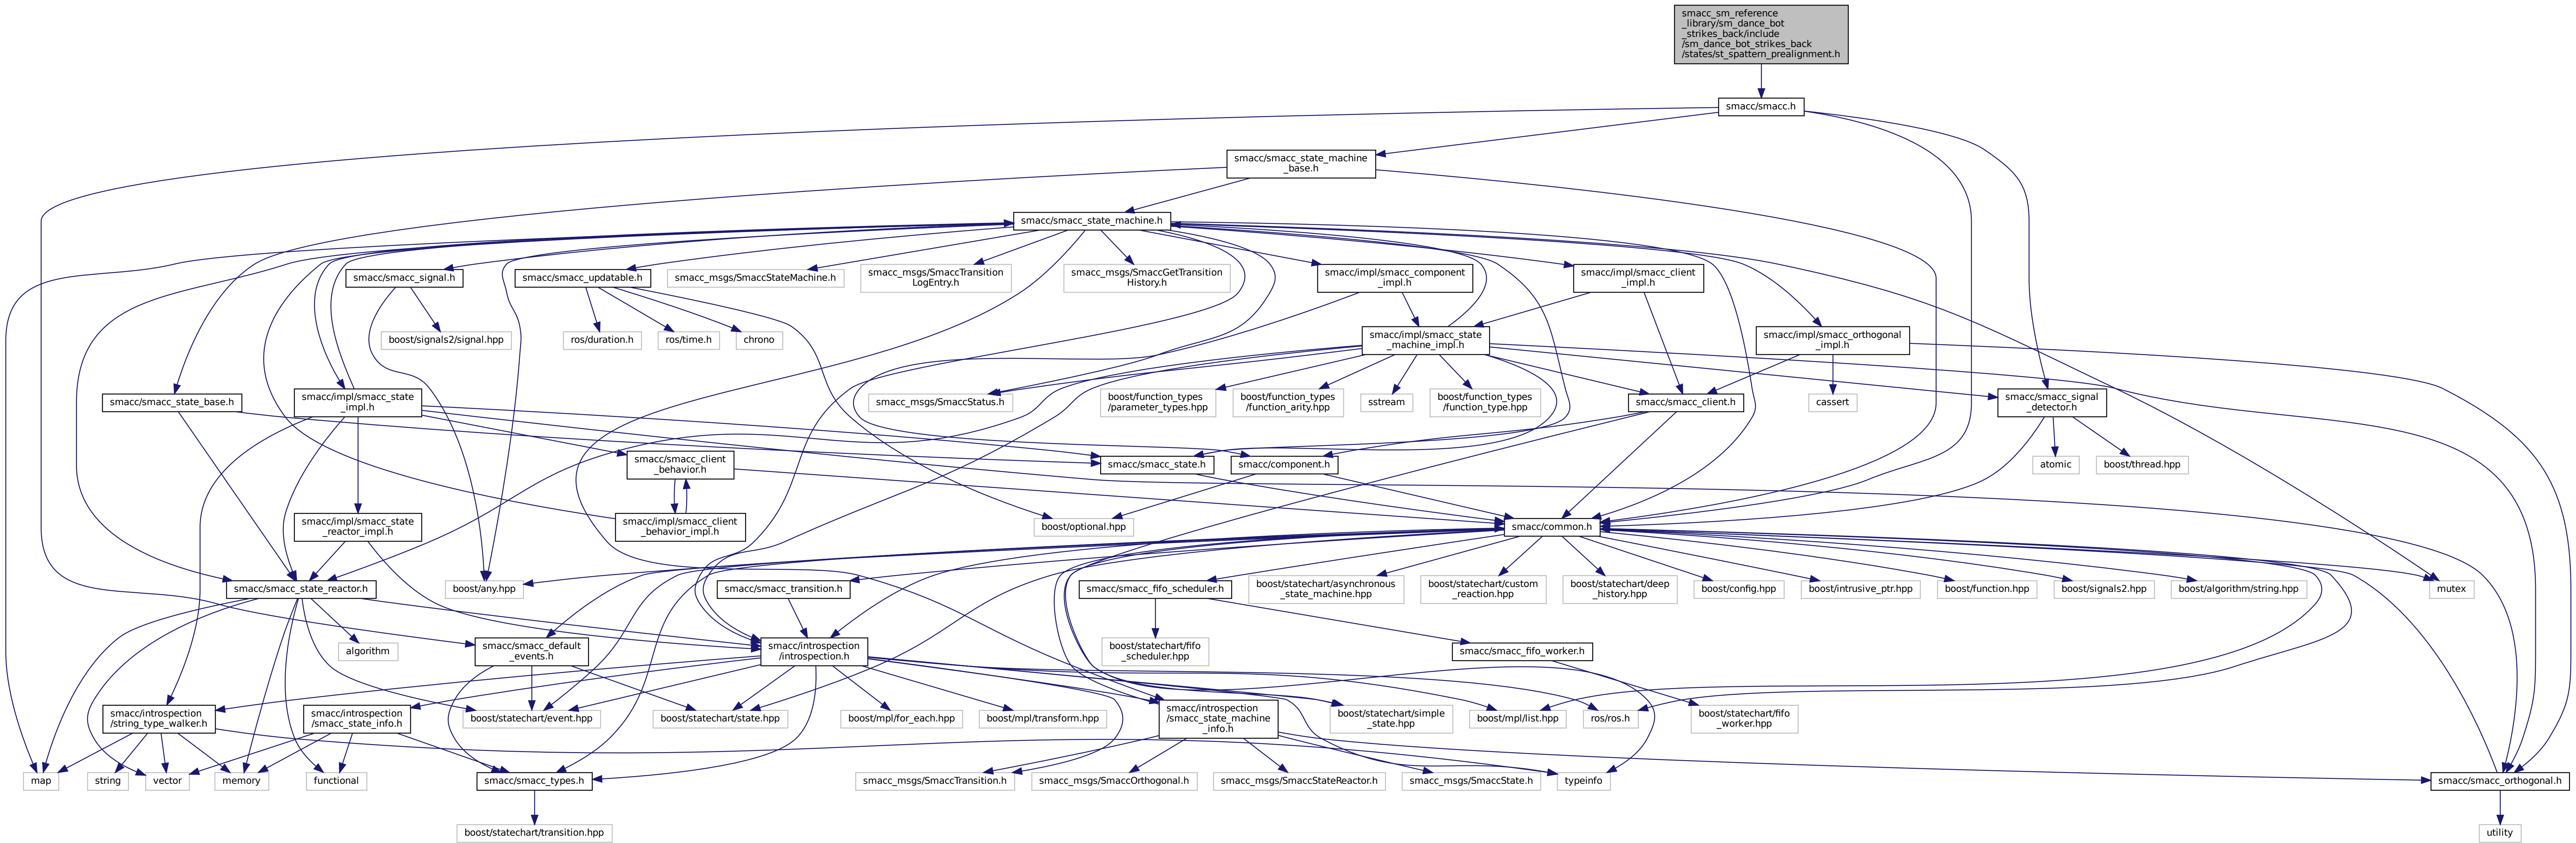 smacc_sm_reference
_library/sm_dance_bot
_strikes_back/include
/sm_dance_bot_strikes_back
/states/st_spattern_prealignment.h
smacc/smacc.h
smacc/smacc_state_machine
_base.h
smacc/smacc_state_machine.h
smacc/smacc_signal.h
smacc/smacc_updatable.h
smacc_msgs/SmaccStateMachine.h
smacc_msgs/SmaccTransition
LogEntry.h
smacc_msgs/SmaccGetTransition
History.h
smacc/impl/smacc_component
_impl.h
smacc/impl/smacc_client
_impl.h
boost/signals2/signal.hpp
ros/duration.h
ros/time.h
chrono
smacc/impl/smacc_state
_machine_impl.h
smacc/impl/smacc_orthogonal
_impl.h
smacc/smacc_state_base.h
smacc/impl/smacc_state
_impl.h
smacc_msgs/SmaccStatus.h
boost/function_types
/parameter_types.hpp
boost/function_types
/function_arity.hpp
sstream
boost/function_types
/function_type.hpp
smacc/smacc_client.h
cassert
smacc/smacc_signal
_detector.h
smacc/smacc_client
_behavior.h
smacc/smacc_state.h
smacc/component.h
atomic
boost/thread.hpp
smacc/impl/smacc_state
_reactor_impl.h
smacc/impl/smacc_client
_behavior_impl.h
boost/optional.hpp
smacc/common.h
smacc/smacc_state_reactor.h
boost/any.hpp
smacc/smacc_transition.h
smacc/smacc_fifo_scheduler.h
boost/statechart/asynchronous
_state_machine.hpp
boost/statechart/custom
_reaction.hpp
boost/statechart/deep
_history.hpp
boost/config.hpp
boost/intrusive_ptr.hpp
boost/function.hpp
boost/signals2.hpp
boost/algorithm/string.hpp
mutex
algorithm
smacc/smacc_default
_events.h
smacc/introspection
/introspection.h
boost/statechart/fifo
_scheduler.hpp
smacc/smacc_fifo_worker.h
smacc/introspection
/string_type_walker.h
smacc/introspection
/smacc_state_info.h
boost/statechart/event.hpp
boost/statechart/state.hpp
boost/mpl/for_each.hpp
boost/mpl/transform.hpp
smacc/introspection
/smacc_state_machine
_info.h
boost/statechart/simple
_state.hpp
boost/mpl/list.hpp
ros/ros.h
boost/statechart/fifo
_worker.hpp
map
string
vector
memory
functional
smacc/smacc_types.h
smacc_msgs/SmaccTransition.h
smacc_msgs/SmaccOrthogonal.h
smacc_msgs/SmaccStateReactor.h
smacc_msgs/SmaccState.h
typeinfo
smacc/smacc_orthogonal.h
boost/statechart/transition.hpp
utility